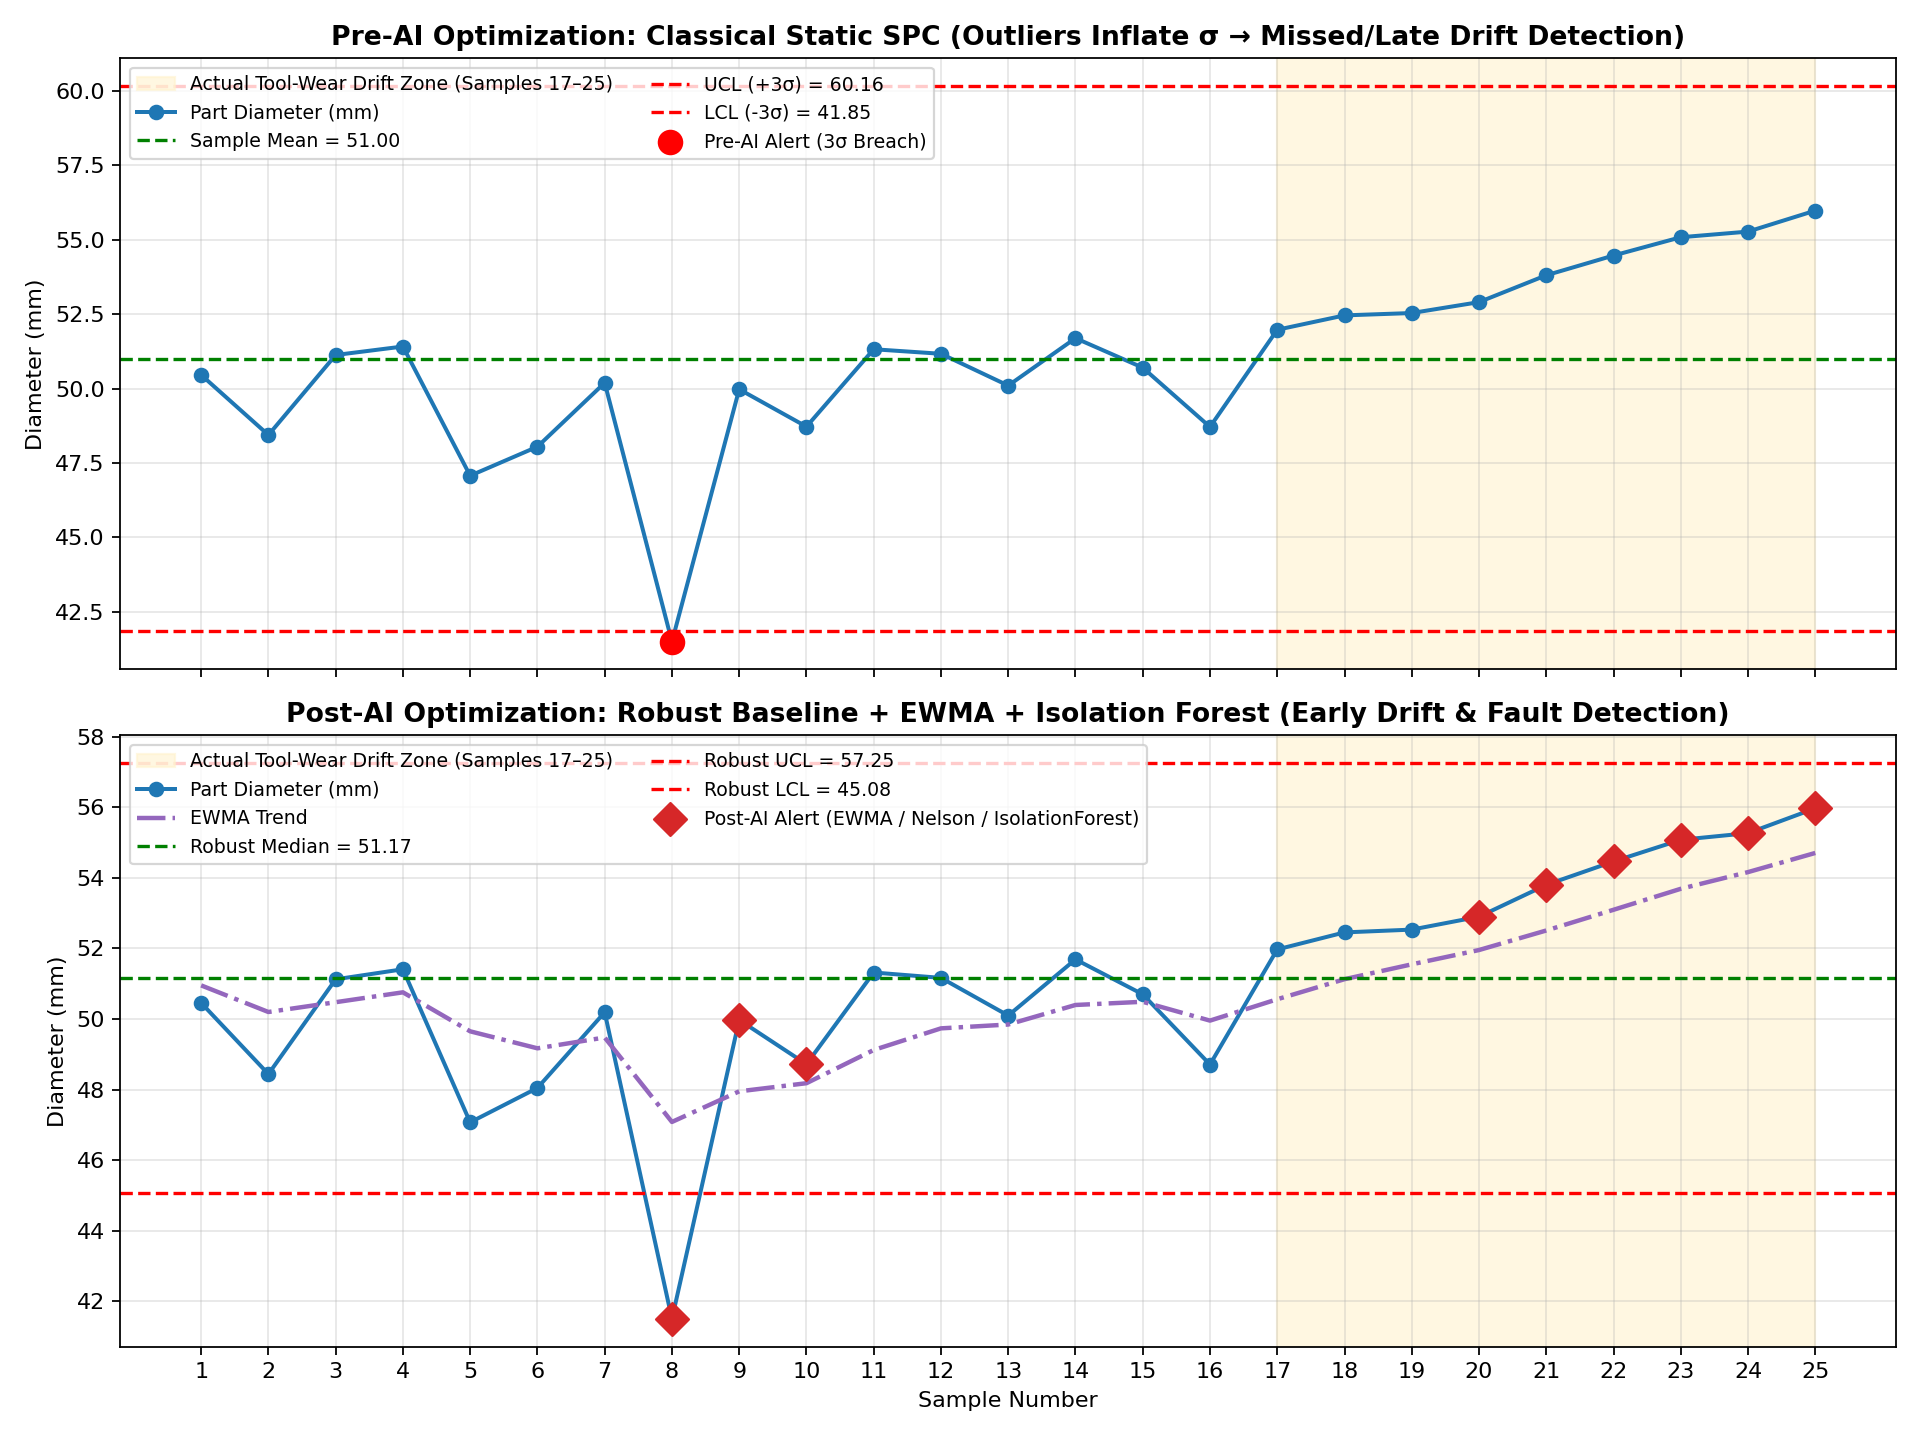 Pre-AI Optimization: Classical Static SPC (Outliers Inflate σ → Missed/Late Drift Detection)
Actual Tool-Wear Drift Zone (Samples 17–25)
Part Diameter (mm)
Sample Mean = 51.00
UCL (+3σ) = 60.16
LCL (-3σ) = 41.85
Pre-AI Alert (3σ Breach)
Diameter (mm)
60.0
57.5
55.0
52.5
50.0
47.5
45.0
42.5
Post-AI Optimization: Robust Baseline + EWMA + Isolation Forest (Early Drift & Fault Detection)
Actual Tool-Wear Drift Zone (Samples 17–25)
Part Diameter (mm)
EWMA Trend
Robust Median = 51.17
Robust UCL = 57.25
Robust LCL = 45.08
Post-AI Alert (EWMA / Nelson / IsolationForest)
Diameter (mm)
58
56
54
52
50
48
46
44
42
1 2 3 4 5 6 7 8 9 10 11 12 13 14 15 16 17 18 19 20 21 22 23 24 25
Sample Number